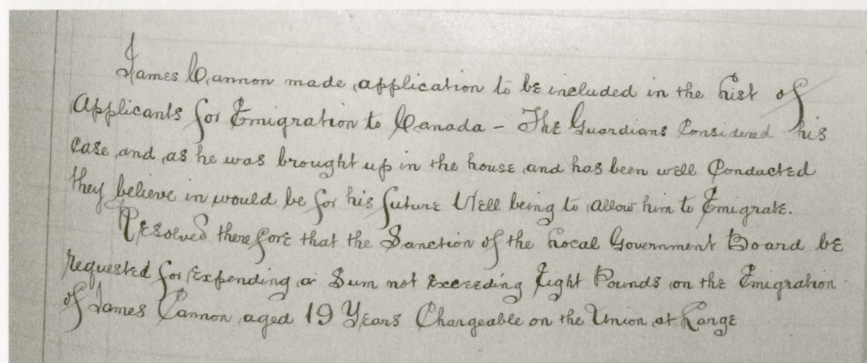 James Cannon made application to be included in the List of
Applicants for Emigration to Canada - The Guardians Considered his
Case and as he was brought up in the house and has been well Conducted
they believe in would be for his future Well being to allow him to Emigrate.
Resolved therefore that the Sanction of the Local Government Board be
requested for Expending a Sum not Exceeding Eight Pounds on the Emigration
of James Cannon aged 19 Years Chargeable on the Union at Large